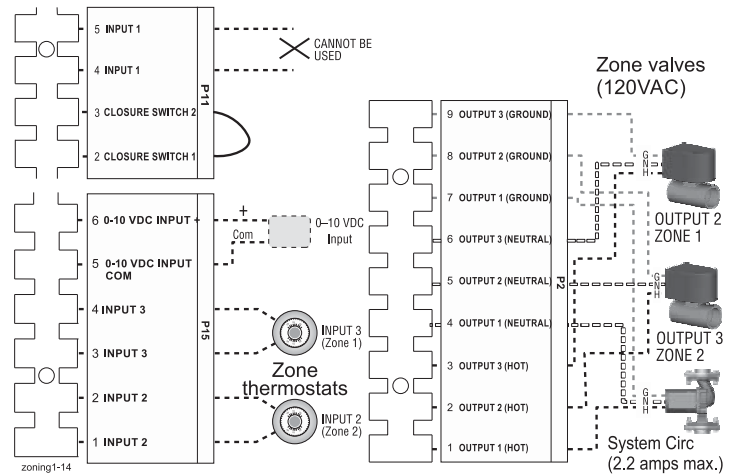 5 INPUT 1
4 INPUT 1
3 CLOSURE SWITCH 2
2 CLOSURE SWITCH 1
P11
CANNOT BE
USED
6 0-10 VDC INPUT +
5 0-10 VDC INPUT
COM
4 INPUT 3
3 INPUT 3
2 INPUT 2
1 INPUT 2
P15
+
Com
0–10 VDC
Input
INPUT 3
(Zone 1)
Zone
thermostats
INPUT 2
(Zone 2)
zoning1-14
9 OUTPUT 3 (GROUND)
8 OUTPUT 2 (GROUND)
7 OUTPUT 1 (GROUND)
6 OUTPUT 3 (NEUTRAL)
5 OUTPUT 2 (NEUTRAL)
4 OUTPUT 1 (NEUTRAL)
3 OUTPUT 3 (HOT)
2 OUTPUT 2 (HOT)
1 OUTPUT 1 (HOT)
P2
Zone valves
(120VAC)
G
N
H
OUTPUT 2
ZONE 1
G
N
H
OUTPUT 3
ZONE 2
G
N
H
System Circ
(2.2 amps max.)